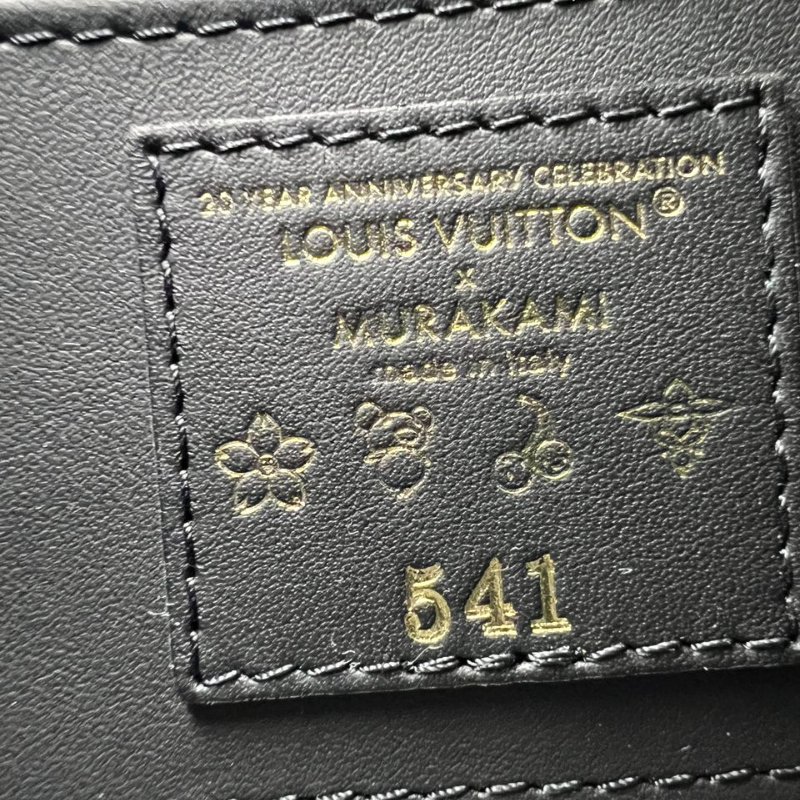 20 YEAR ANNIVERSARY CELEBRATION
LOUIS VUITTON®
x
MURAKAMI
made in italy
541